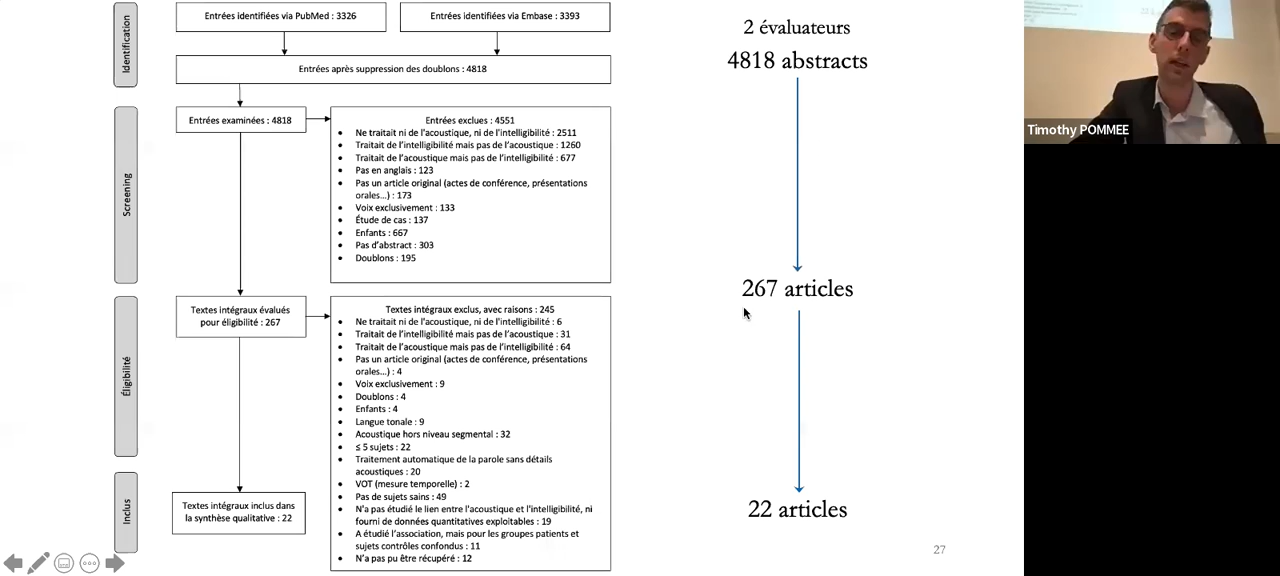 Identification
Entrées identifiées via PubMed : 3326
Entrées identifiées via Embase : 3393
Entrées après suppression des doublons : 4818
Screening
Entrées examinées : 4818
Entrées exclues : 4551
• Ne traitait ni de l'acoustique, ni de l'intelligibilité : 2511
• Traitait de l'intelligibilité mais pas de l'acoustique : 1260
• Traitait de l'acoustique mais pas de l'intelligibilité : 677
• Pas en anglais : 123
• Pas un article original (actes de conférence, présentations
orales...) : 173
• Voix exclusivement : 133
• Étude de cas : 137
• Enfants : 667
• Pas d'abstract : 303
• Doublons : 195
Éligibilité
Textes intégraux évalués
pour éligibilité : 267
Textes intégraux exclus, avec raisons : 245
• Ne traitait ni de l'acoustique, ni de l'intelligibilité : 6
• Traitait de l'intelligibilité mais pas de l'acoustique : 31
• Traitait de l'acoustique mais pas de l'intelligibilité : 64
• Pas un article original (actes de conférence, présentations
orales...) : 4
• Voix exclusivement : 9
• Doublons : 4
• Enfants : 4
• Langue tonale : 9
• Acoustique hors niveau segmental : 32
• ≤ 5 sujets : 22
• Traitement automatique de la parole sans détails
acoustiques : 20
• VOT (mesure temporelle) : 2
• Pas de sujets sains : 49
• N'a pas étudié le lien entre l'acoustique et l'intelligibilité, ni
fourni de données quantitatives exploitables : 19
• A étudié l'association, mais pour les groupes patients et
sujets contrôles confondus : 11
• N'a pas pu être récupéré : 12
Inclus
Textes intégraux inclus dans
la synthèse qualitative : 22
2 évaluateurs
4818 abstracts
267 articles
22 articles
27
Timothy POMMEE